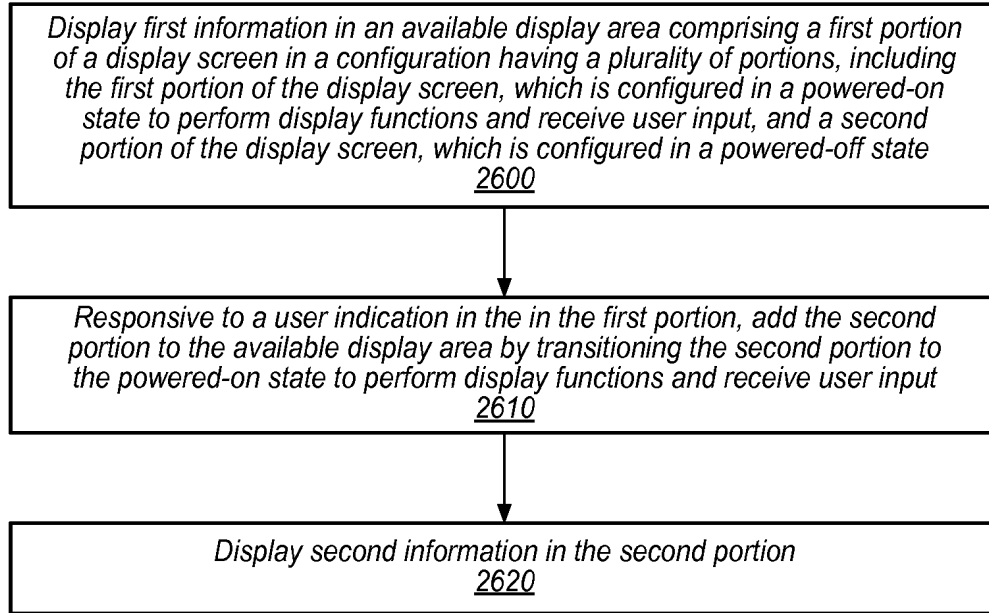 Display first information in an available display area comprising a first portion
of a display screen in a configuration having a plurality of portions, including
the first portion of the display screen, which is configured in a powered-on
state to perform display functions and receive user input, and a second
portion of the display screen, which is configured in a powered-off state
2600
Responsive to a user indication in the in the first portion, add the second
portion to the available display area by transitioning the second portion to
the powered-on state to perform display functions and receive user input
2610
Display second information in the second portion
2620